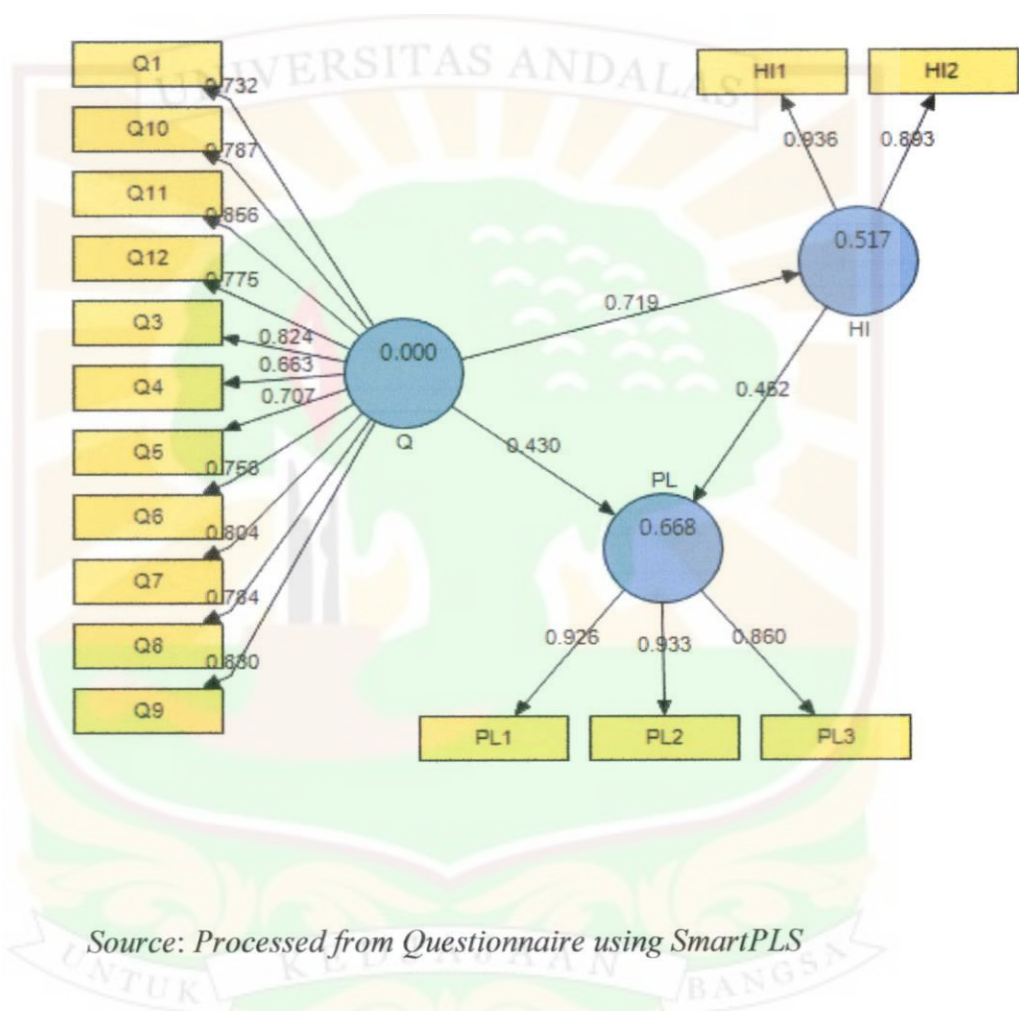 UNIVERSITAS ANDALAS
Q1
0.732
Q10
0.787
Q11
0.856
Q12
0.775
Q3
0.824
Q4
0.663
0.707
Q5
Q6
0.804
Q7
0.784
Q8
0.830
Q9
0.000
Q
HI1
HI2
0.936
0.893
0.517
HI
0.719
0.430
PL
0.668
0.926
0.933
0.860
PL1
PL2
PL3
Source: Processed from Questionnaire using SmartPLS
UNTUK KEDJAJAAN BANGSA